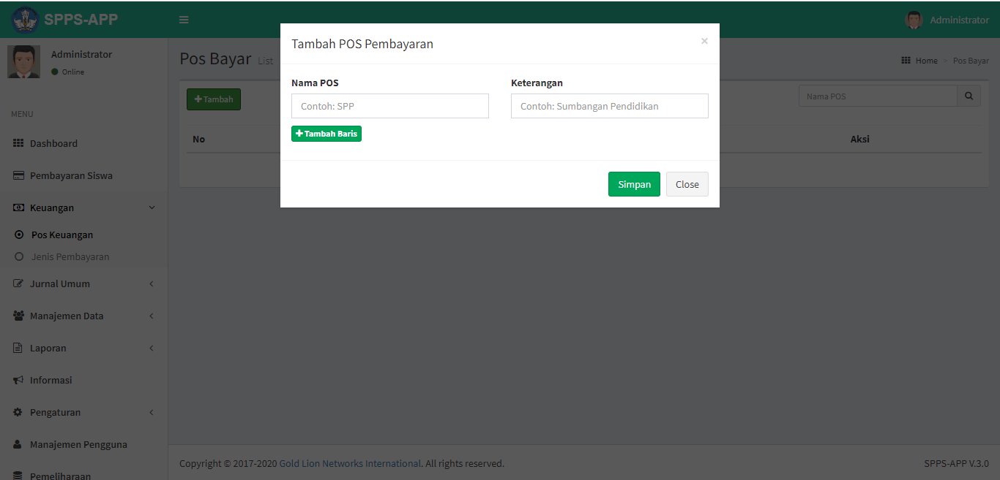 SPPS-APP
Administrator
Administrator
Online
MENU
Dashboard
Pembayaran Siswa
Keuangan
Pos Keuangan
Jenis Pembayaran
Jurnal Umum
Manajemen Data
Laporan
Informasi
Pengaturan
Manajemen Pengguna
Pemeliharaan
Pos Bayar List
Home > Pos Bayar
Tambah
Nama POS
No
Aksi
Tambah POS Pembayaran
×
Nama POS
Keterangan
Contoh: SPP
Contoh: Sumbangan Pendidikan
Tambah Baris
Simpan
Close
Copyright © 2017-2020 Gold Lion Networks International. All rights reserved.
SPPS-APP V.3.0